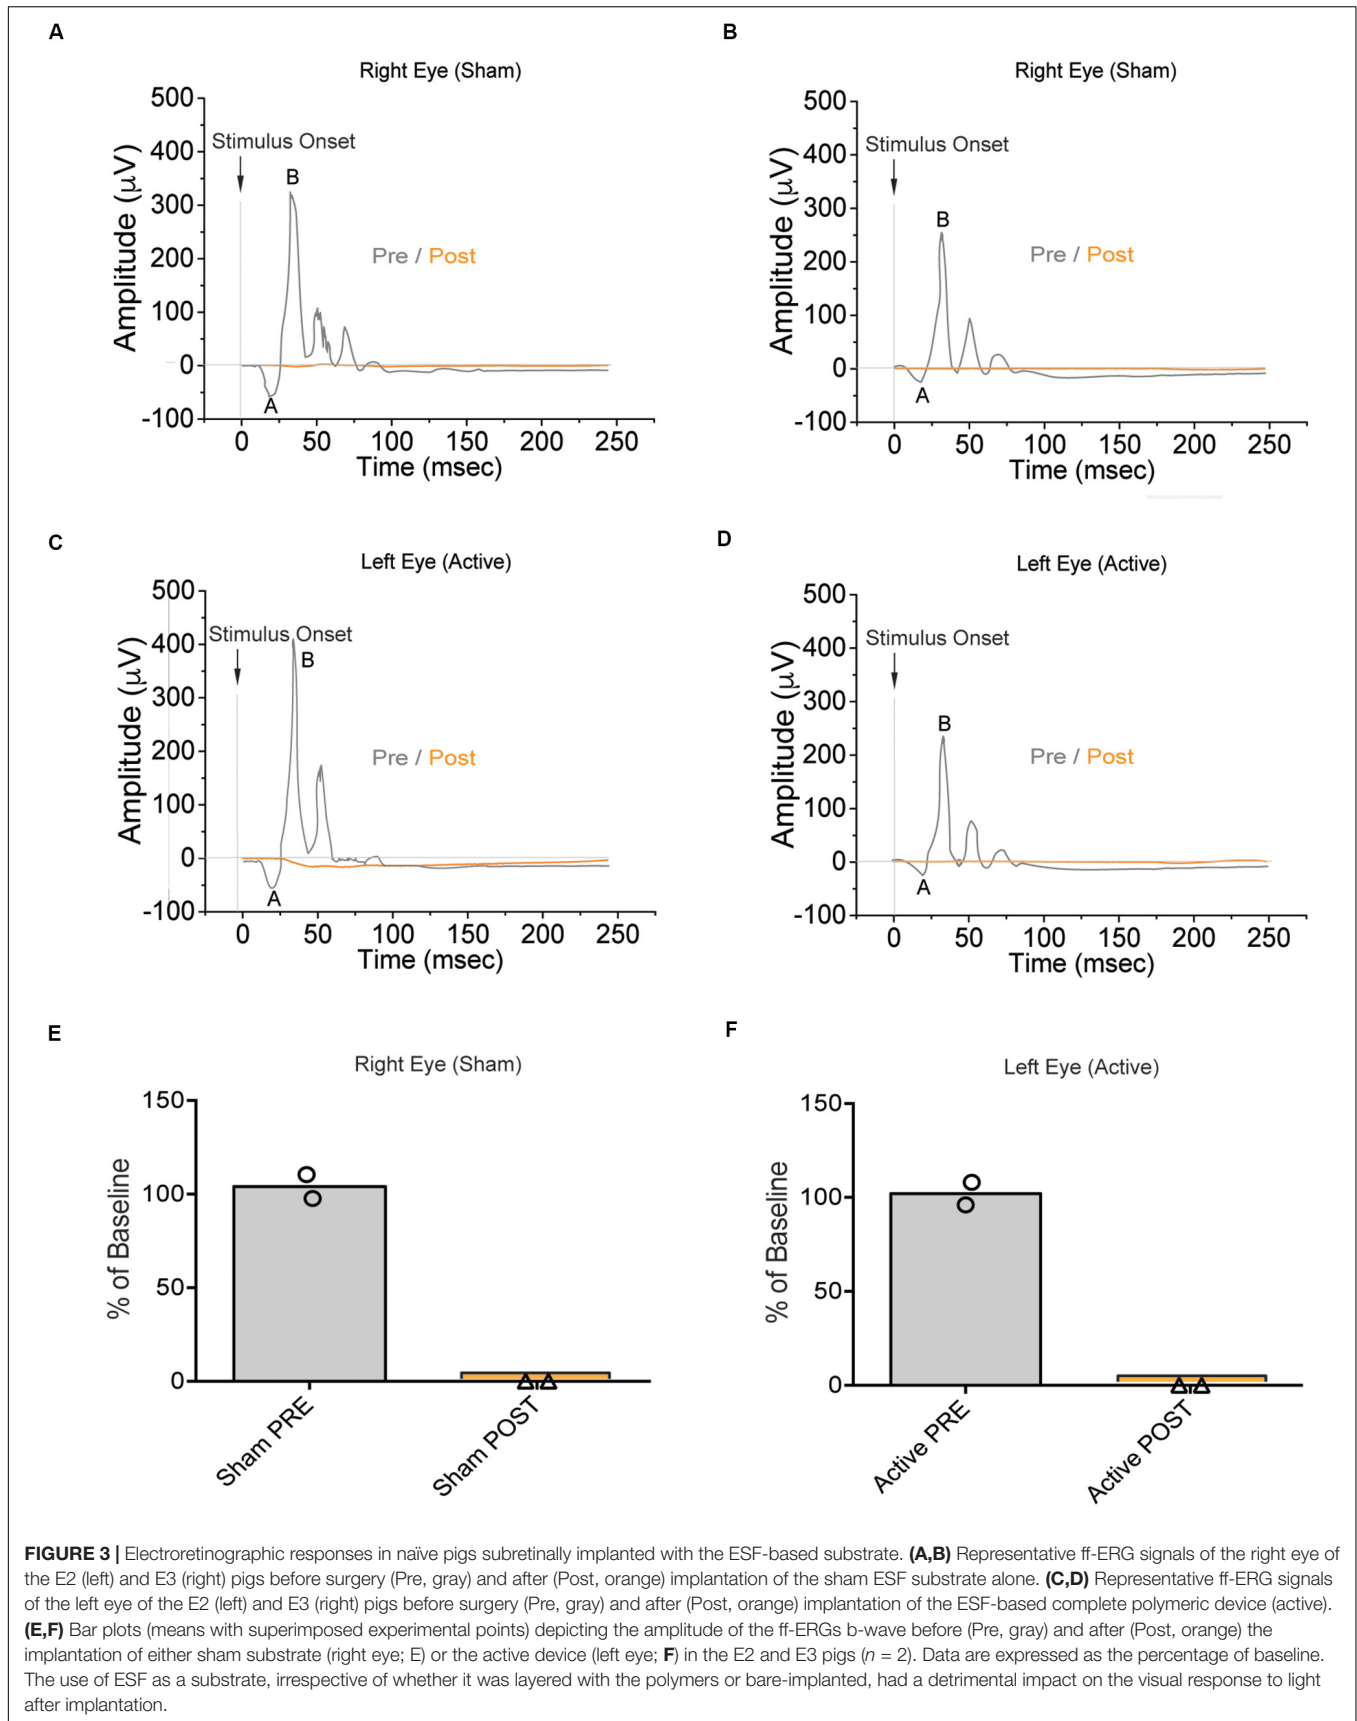 A
Right Eye (Sham)
500
400
300
200
100
0
-100
Amplitude (µV)
Stimulus Onset
B
Pre / Post
A
0 50 100 150 200 250
Time (msec)
B
Right Eye (Sham)
500
400
300
200
100
0
-100
Amplitude (µV)
Stimulus Onset
B
Pre / Post
A
0 50 100 150 200 250
Time (msec)
C
Left Eye (Active)
500
400
300
200
100
0
-100
Amplitude (µV)
Stimulus Onset
B
Pre / Post
A
0 50 100 150 200 250
Time (msec)
D
Left Eye (Active)
500
400
300
200
100
0
-100
Amplitude (µV)
Stimulus Onset
B
Pre / Post
A
0 50 100 150 200 250
Time (msec)
E
Right Eye (Sham)
150
100
50
0
% of Baseline
Sham PRE
Sham POST
F
Left Eye (Active)
150
100
50
0
% of Baseline
Active PRE
Active POST
FIGURE 3 | Electroretinographic responses in naïve pigs subretinally implanted with the ESF-based substrate. (A,B) Representative ff-ERG signals of the right eye of
the E2 (left) and E3 (right) pigs before surgery (Pre, gray) and after (Post, orange) implantation of the sham ESF substrate alone. (C,D) Representative ff-ERG signals
of the left eye of the E2 (left) and E3 (right) pigs before surgery (Pre, gray) and after (Post, orange) implantation of the ESF-based complete polymeric device (active).
(E,F) Bar plots (means with superimposed experimental points) depicting the amplitude of the ff-ERGs b-wave before (Pre, gray) and after (Post, orange) the
implantation of either sham substrate (right eye; E) or the active device (left eye; F) in the E2 and E3 pigs (n = 2). Data are expressed as the percentage of baseline.
The use of ESF as a substrate, irrespective of whether it was layered with the polymers or bare-implanted, had a detrimental impact on the visual response to light
after implantation.